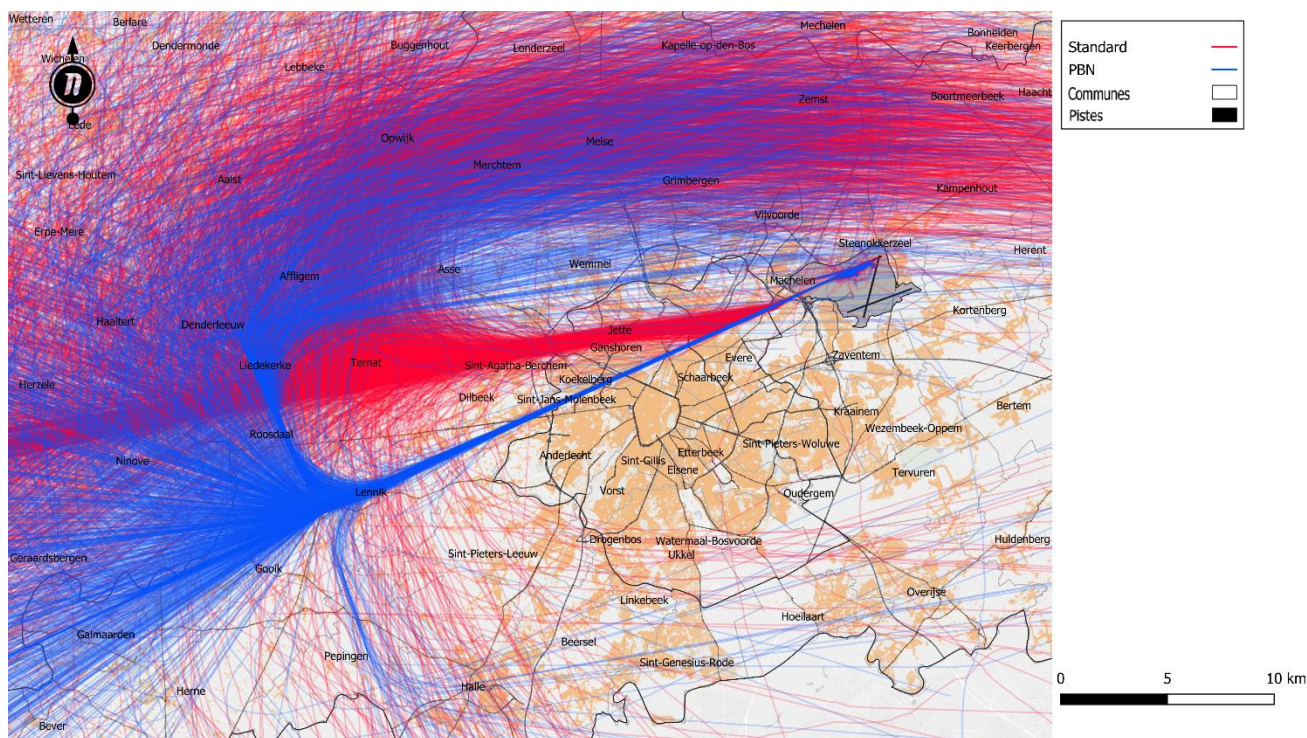 Wetteren
Berlare
Dendermonde
Buggenhout
Londerzeel
Kapelle-op-den-Bos
Mechelen
Bonheiden
Keerbergen
Wichelen
Lebbeke
n
Lede
Zemst
Boortmeerbeek
Haacht
Opwijk
Meise
Merchtem
Sint-Lievens-Houtem
Aalst
Grimbergen
Kampenhout
Erpe-Mere
Vilvoorde
Steenokkerzeel
Herent
Affligem
Asse
Wemmel
Machelen
Haaltert
Denderleeuw
Jette
Kortenberg
Liedekerke
Ternat
Ganshoren
Sint-Agatha-Berchem
Evere
Zaventem
Herzele
Koekelberg
Schaarbeek
Dilbeek
Sint-Jans-Molenbeek
Kraainem
Bertem
Roosdaal
Wezembeek-Oppem
Ninove
Anderlecht
Sint-Gillis
Etterbeek
Sint-Pieters-Woluwe
Elsene
Tervuren
Lennik
Vorst
Oudergem
Geraardsbergen
Gooik
Sint-Pieters-Leeuw
Drogenbos
Watermaal-Bosvoorde
Ukkel
Huldenberg
Linkebeek
Overijse
Hoeilaart
Galmaarden
Beersel
Pepingen
Sint-Genesius-Rode
Herne
Halle
Bever
Standard
PBN
Communes
Pistes
0 5 10 km